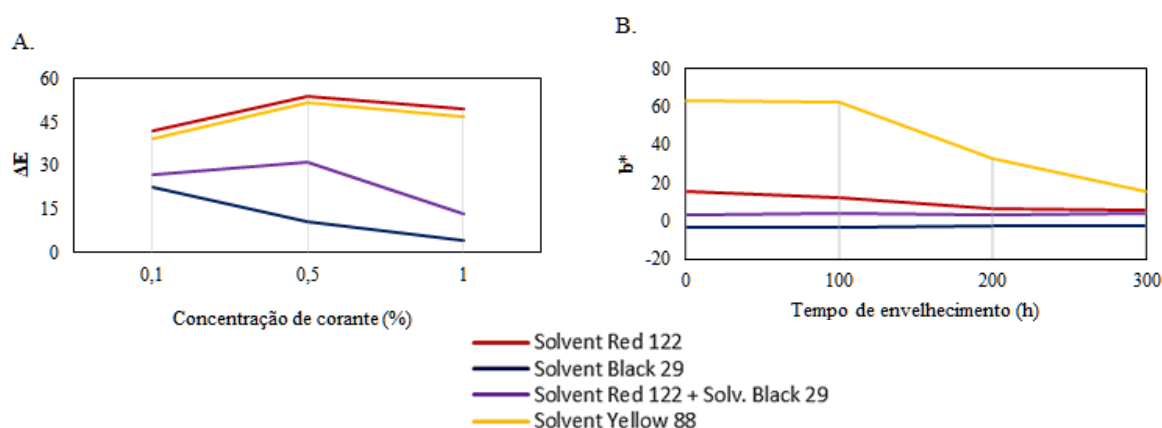 A.
60
45
30
15
0
ΔE
0,1
0,5
1
Concentração de corante (%)
B.
80
60
40
20
0
-20
b*
0
100
200
300
Tempo de envelhecimento (h)
Solvent Red 122
Solvent Black 29
Solvent Red 122 + Solv. Black 29
Solvent Yellow 88